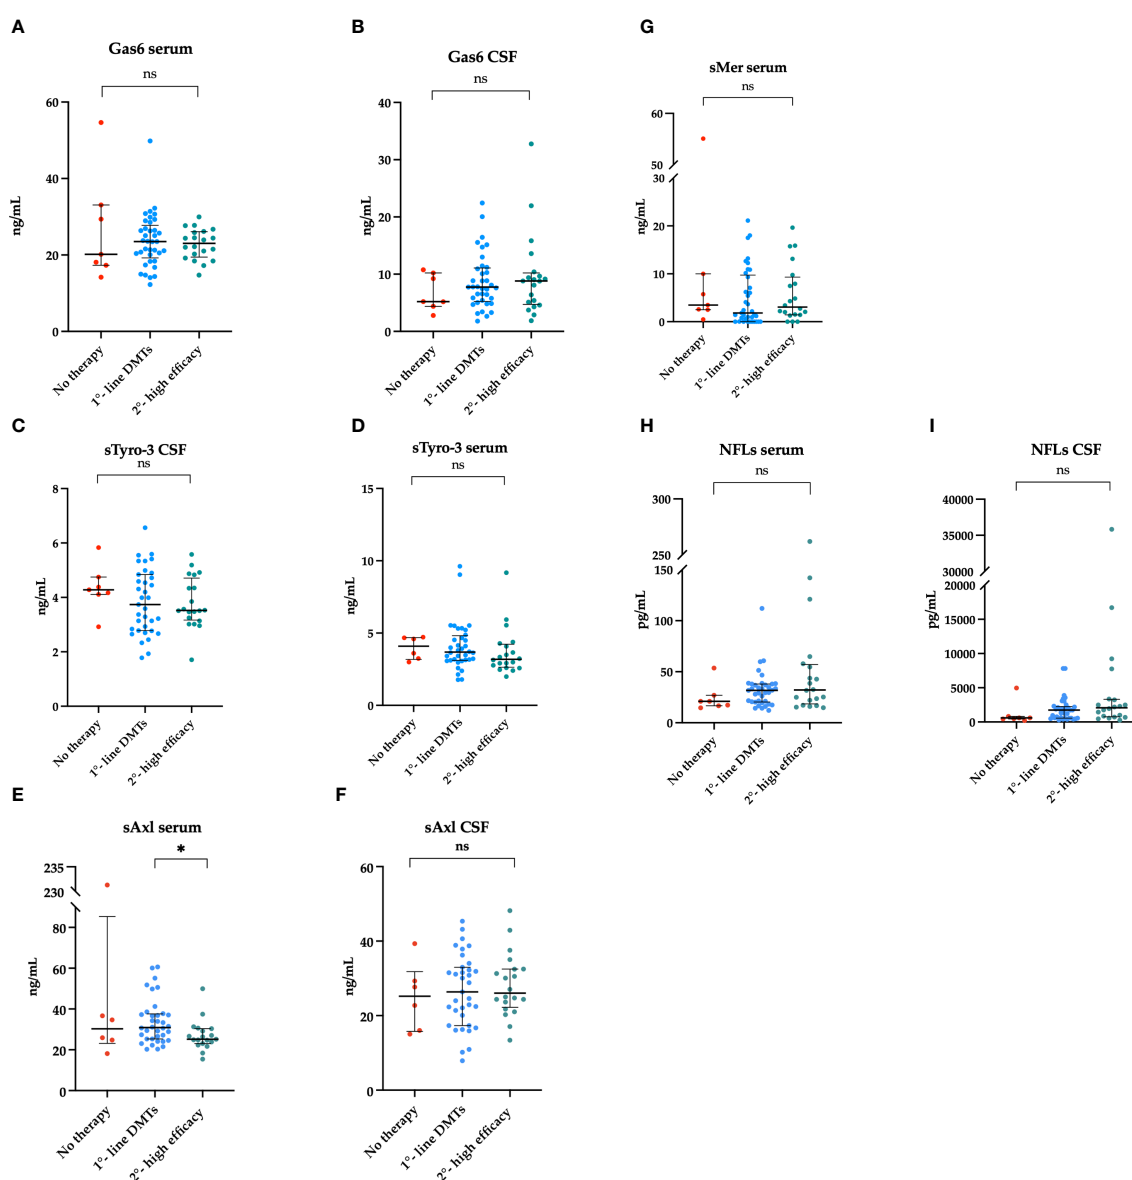 A
Gas6 serum
ns
ng/mL
60
40
20
0
No therapy
1°- line DMTs
2°- high efficacy
B
Gas6 CSF
ns
ng/mL
40
30
20
10
0
No therapy
1°- line DMTs
2°- high efficacy
G
sMer serum
ns
ng/mL
60
50
30
20
10
0
No therapy
1°- line DMTs
2°- high efficacy
C
sTyro-3 CSF
ns
ng/mL
8
6
4
2
0
No therapy
1°- line DMTs
2°- high efficacy
D
sTyro-3 serum
ns
ng/mL
15
10
5
0
No therapy
1°- line DMTs
2°- high efficacy
H
NFLs serum
ns
pg/mL
300
250
150
100
50
0
No therapy
1°- line DMTs
2°- high efficacy
I
NFLs CSF
ns
pg/mL
40000
35000
30000
20000
15000
10000
5000
0
No therapy
1°- line DMTs
2°- high efficacy
E
sAxl serum
*
ng/mL
235
230
80
60
40
20
0
No therapy
1°- line DMTs
2°- high efficacy
F
sAxl CSF
ns
ng/mL
60
40
20
0
No therapy
1°- line DMTs
2°- high efficacy